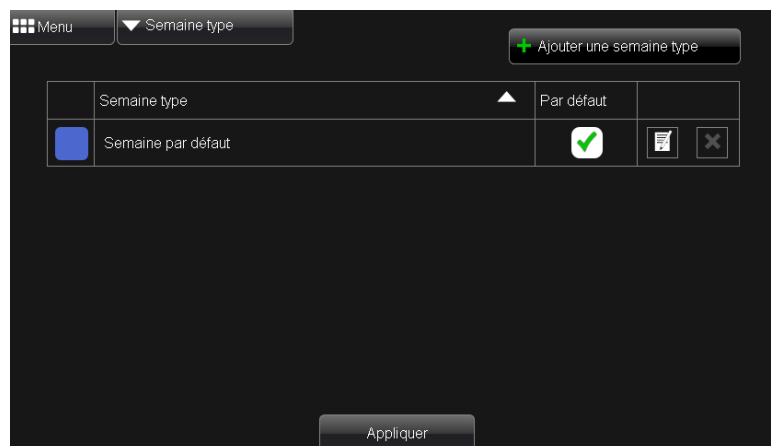 Menu
Semaine type
Ajouter une semaine type
Semaine type
Par défaut
Semaine par défaut
Appliquer